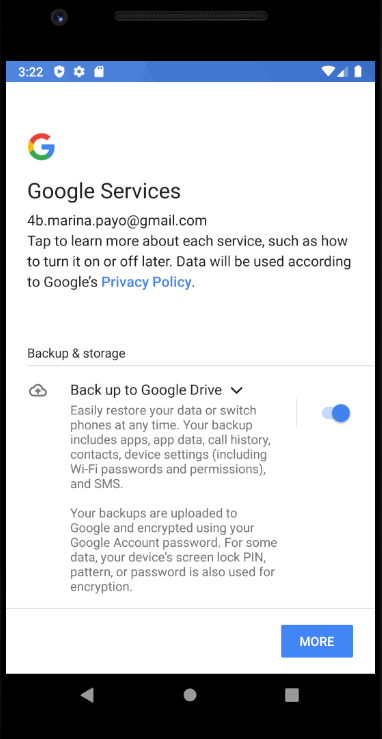 3:22
Google Services
4b.marina.payo@gmail.com
Tap to learn more about each service, such as how
to turn it on or off later. Data will be used according
to Google's Privacy Policy.
Backup & storage
Back up to Google Drive
Easily restore your data or switch
phones at any time. Your backup
includes apps, app data, call history,
contacts, device settings (including
Wi-Fi passwords and permissions),
and SMS.
Your backups are uploaded to
Google and encrypted using your
Google Account password. For some
data, your device's screen lock PIN,
pattern, or password is also used for
encryption.
MORE